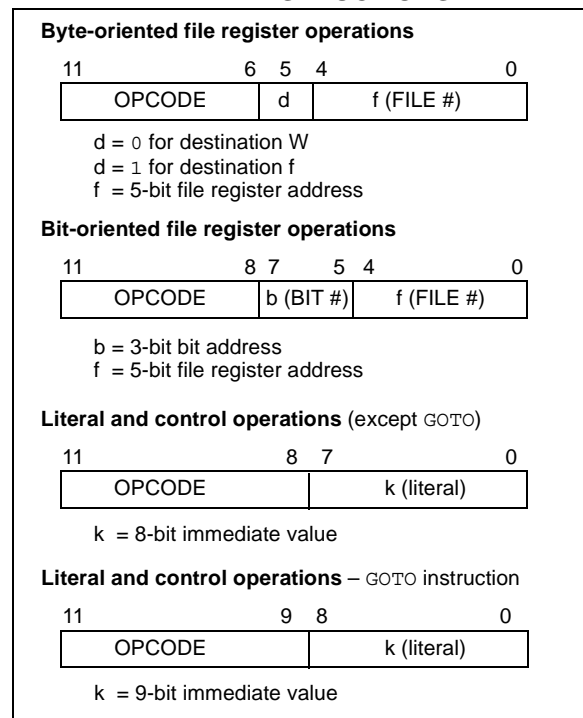 Byte-oriented file register operations
11 6 5 4 0
OPCODE d f (FILE #)
d = 0 for destination W
d = 1 for destination f
f = 5-bit file register address
Bit-oriented file register operations
11 8 7 5 4 0
OPCODE b (BIT #) f (FILE #)
b = 3-bit bit address
f = 5-bit file register address
Literal and control operations (except GOTO)
11 8 7 0
OPCODE k (literal)
k = 8-bit immediate value
Literal and control operations – GOTO instruction
11 9 8 0
OPCODE k (literal)
k = 9-bit immediate value